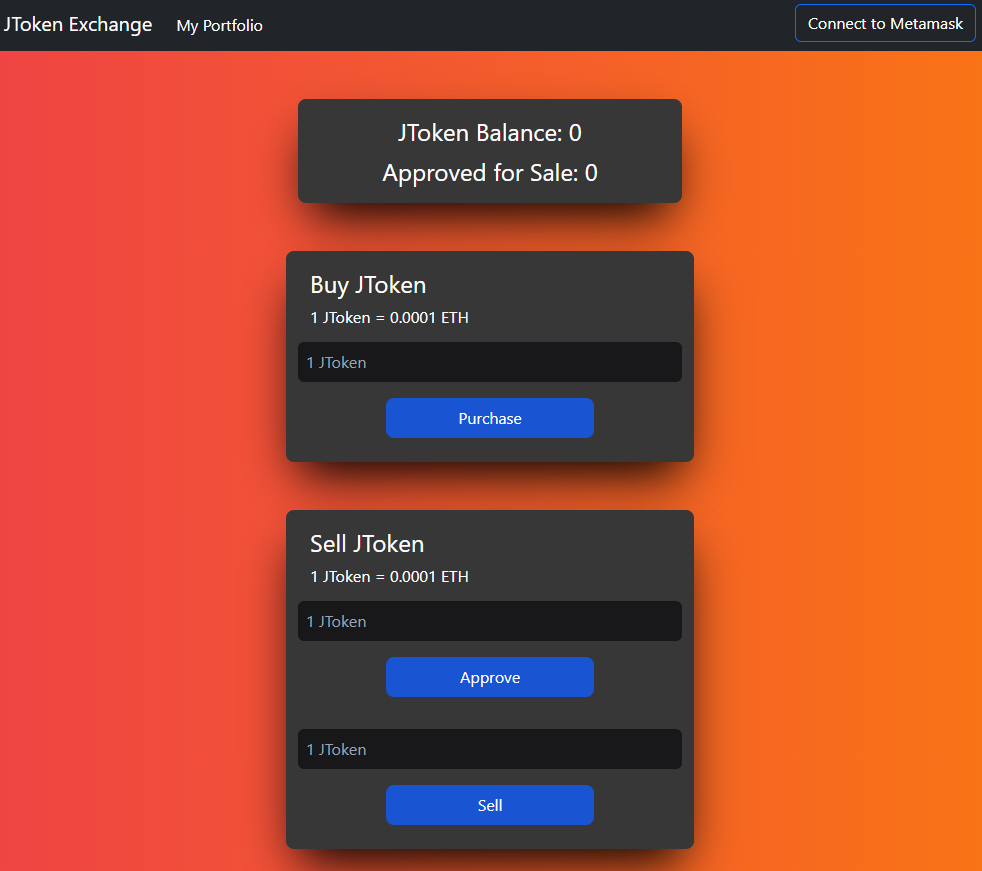 JToken Exchange My Portfolio Connect to Metamask
JToken Balance: 0
Approved for Sale: 0
Buy JToken
1 JToken = 0.0001 ETH
1 JToken
Purchase
Sell JToken
1 JToken = 0.0001 ETH
1 JToken
Approve
1 JToken
Sell